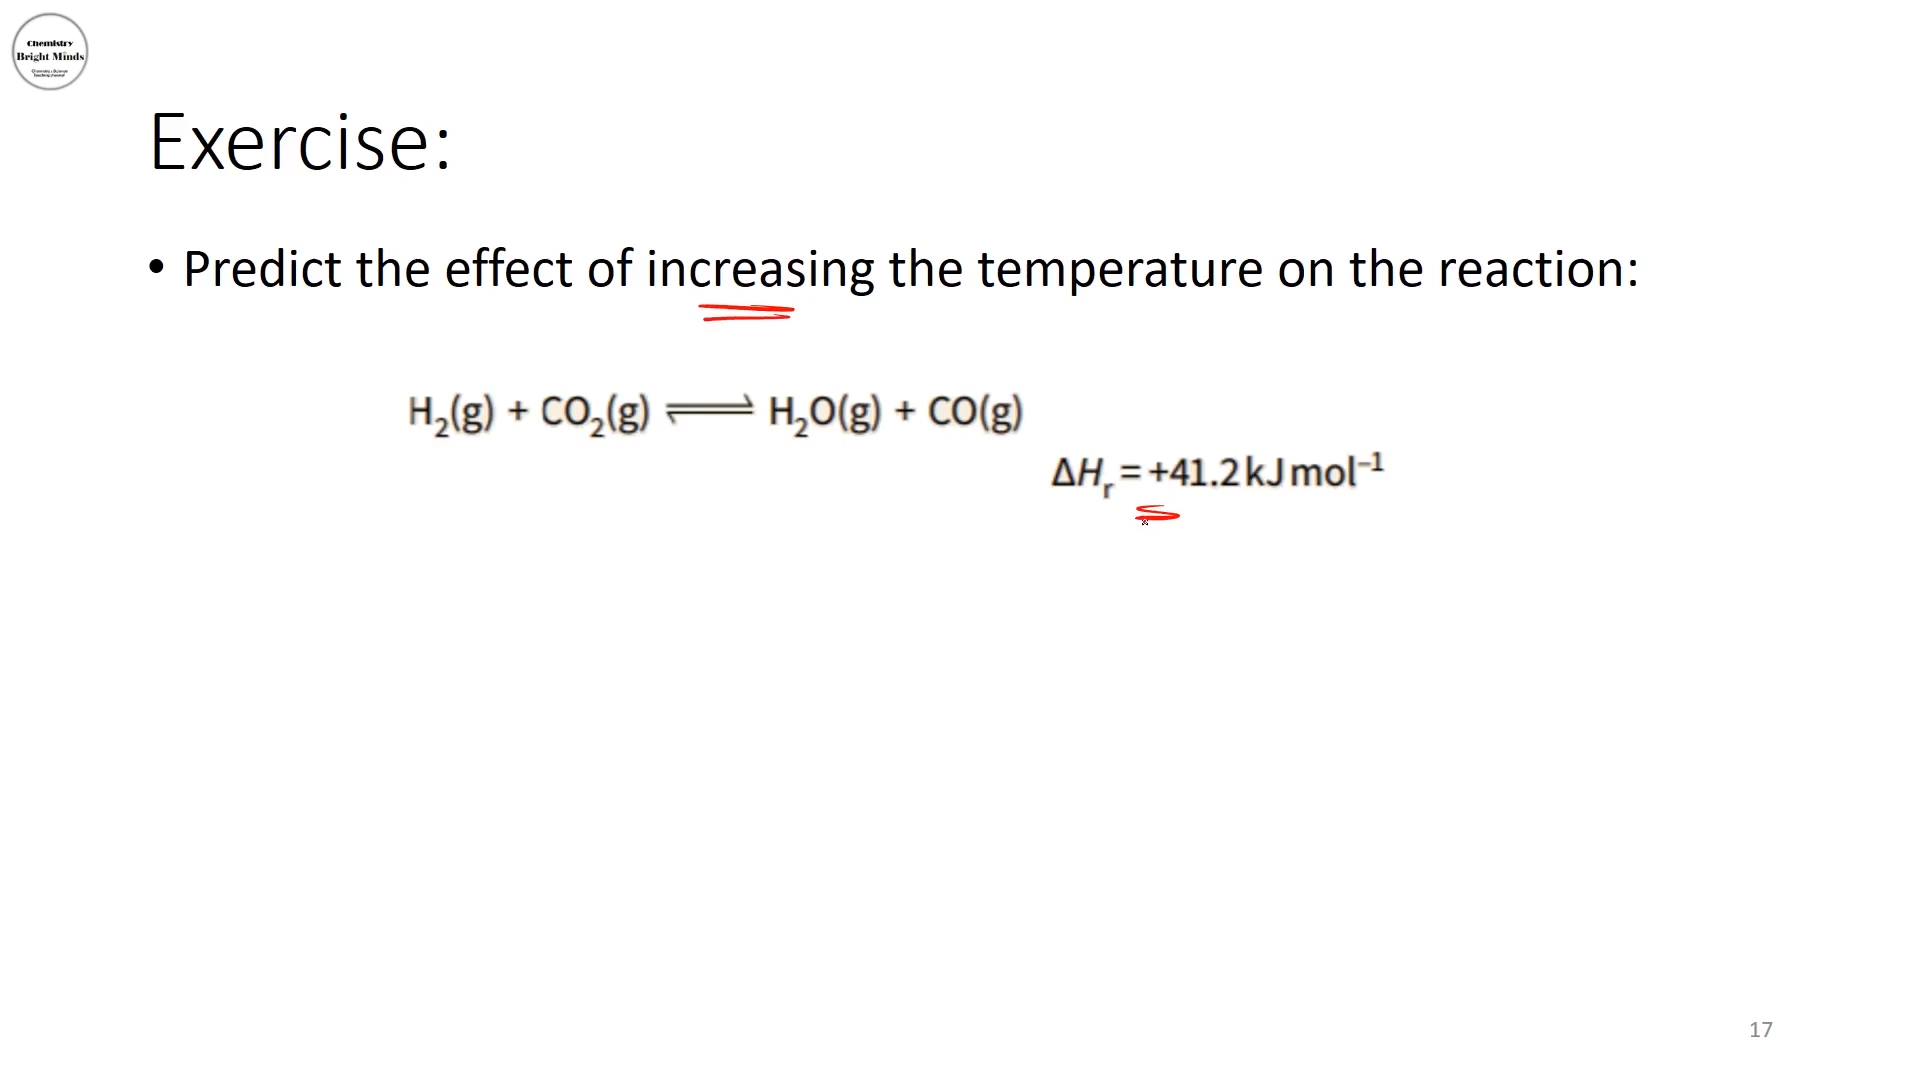 Chemistry
Bright Minds
Exercise:
• Predict the effect of increasing the temperature on the reaction:
H₂(g) + CO₂(g) ⇌ H₂O(g) + CO(g)
ΔHᵣ = +41.2 kJ mol⁻¹
17